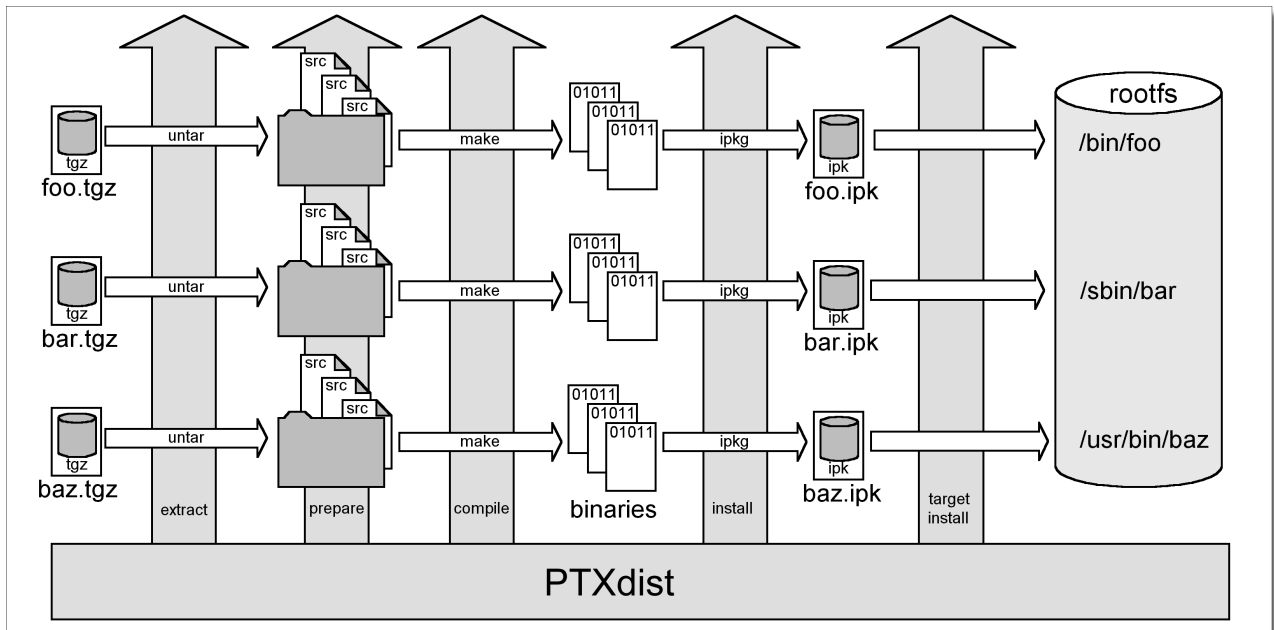 rootfs
src
src
src
01011
01011
01011
tgz
untar
make
ipkg
ipk
/bin/foo
foo.tgz
foo.ipk
src
src
src
01011
01011
01011
tgz
untar
make
ipkg
ipk
/sbin/bar
bar.tgz
bar.ipk
src
src
src
01011
01011
01011
tgz
untar
make
ipkg
ipk
/usr/bin/baz
baz.tgz
baz.ipk
extract
prepare
compile
binaries
install
target
install
PTXdist